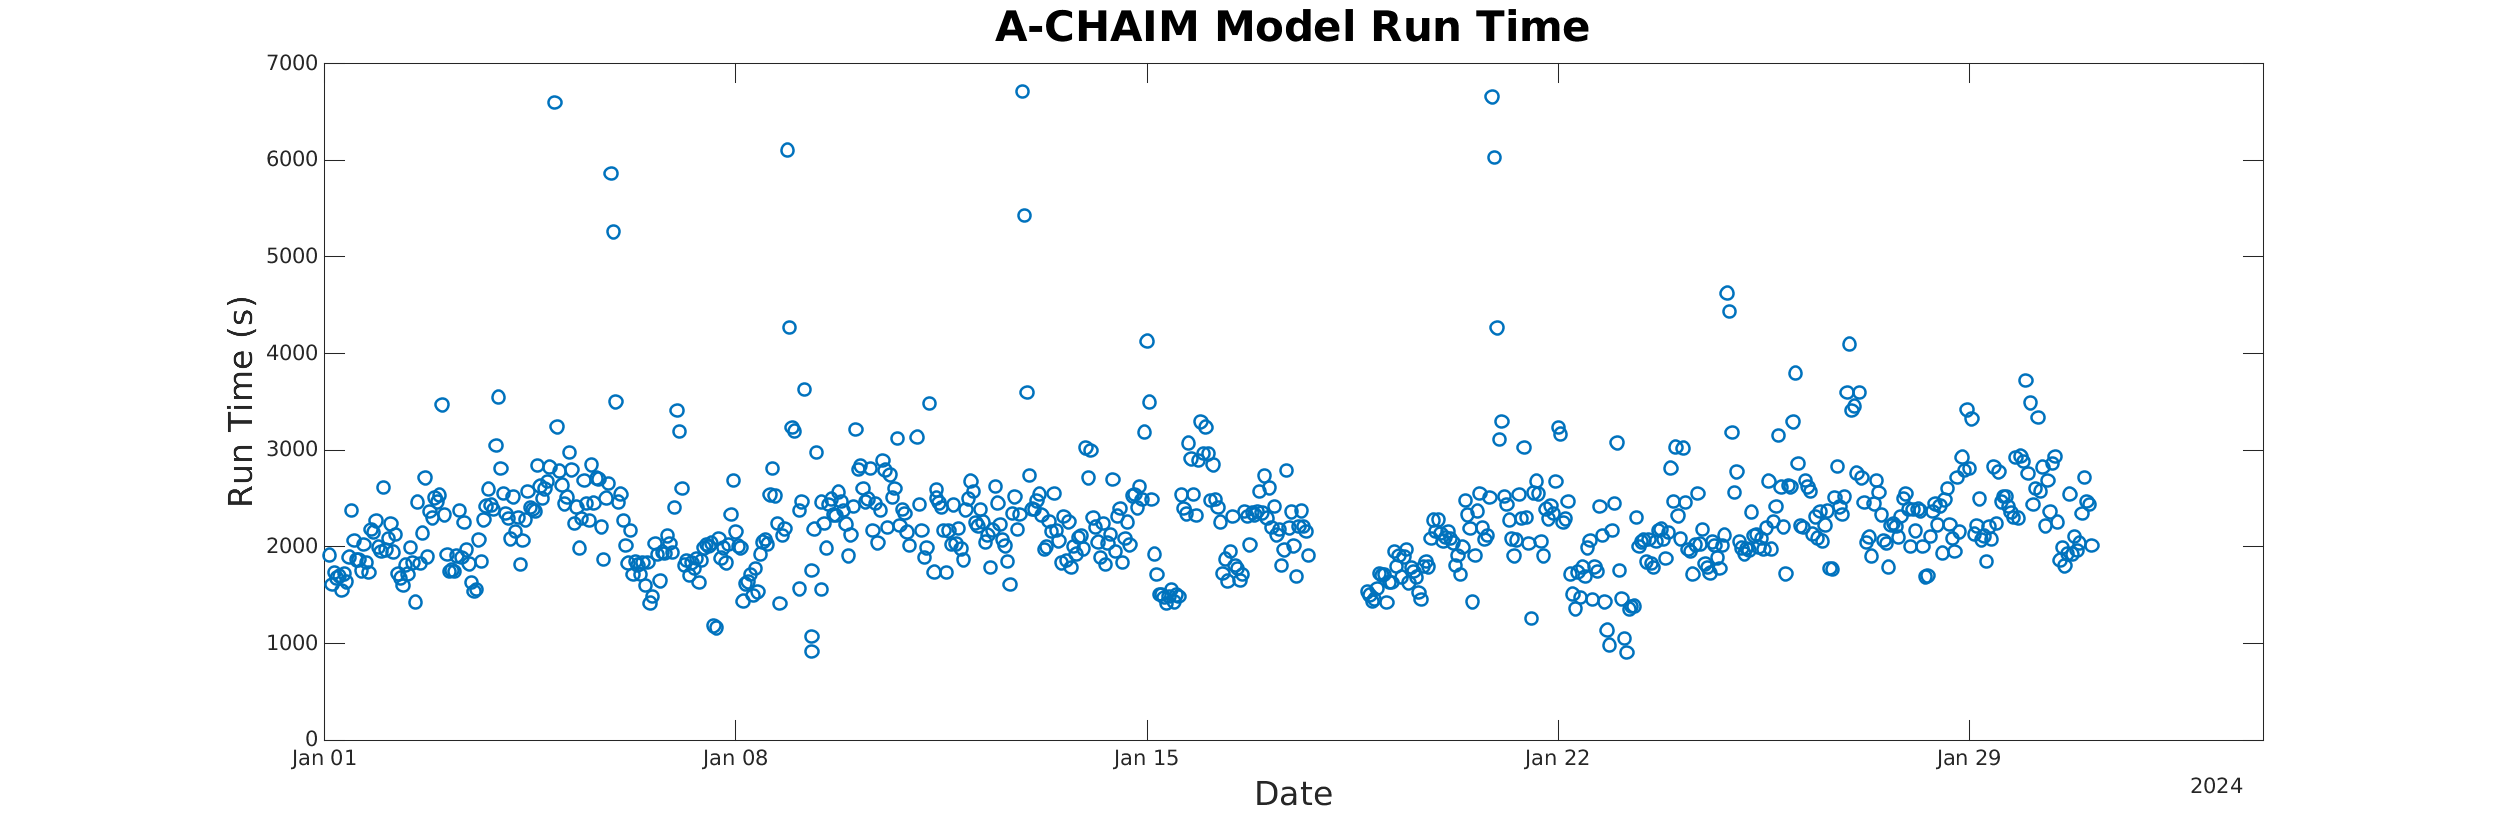 A-CHAIM Model Run Time
7000
6000
5000
4000
3000
2000
1000
0
Run Time (s)
Jan 01
Jan 08
Jan 15
Jan 22
Jan 29
2024
Date